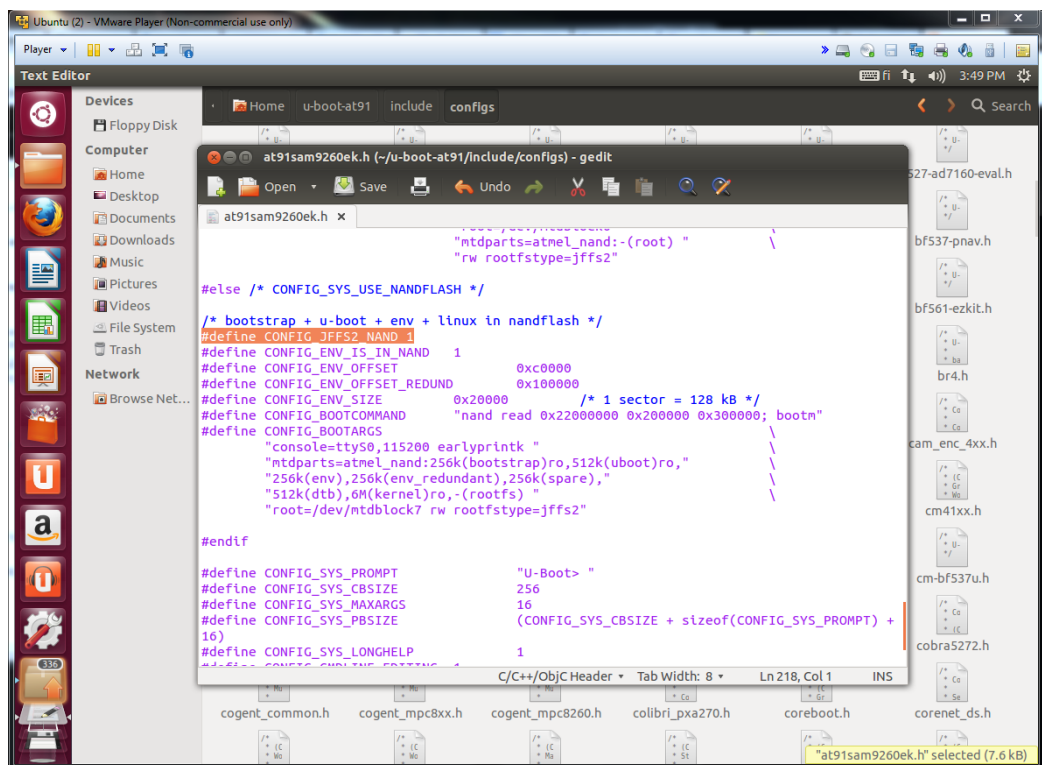 Ubuntu (2) - VMware Player (Non-commercial use only)
Player
Text Editor
fi
3:49 PM
Devices
Floppy Disk
Computer
Home
Desktop
Documents
Downloads
Music
Pictures
Videos
File System
Trash
Network
Browse Net...
336
Home u-boot-at91 include configs
Search
at91sam9260ek.h (~/u-boot-at91/include/configs) - gedit
Open Save Undo
at91sam9260ek.h
"mtdparts=atmel_nand:-(root) " \
"rw rootfstype=jffs2"
#else /* CONFIG_SYS_USE_NANDFLASH */
/* bootstrap + u-boot + env + linux in nandflash */
#define CONFIG_JFFS2_NAND 1
#define CONFIG_ENV_IS_IN_NAND 1
#define CONFIG_ENV_OFFSET 0xc0000
#define CONFIG_ENV_OFFSET_REDUND 0x100000
#define CONFIG_ENV_SIZE 0x20000 /* 1 sector = 128 kB */
#define CONFIG_BOOTCOMMAND "nand read 0x22000000 0x200000 0x300000; bootm"
#define CONFIG_BOOTARGS \
"console=ttyS0,115200 earlyprintk " \
"mtdparts=atmel_nand:256k(bootstrap)ro,512k(uboot)ro," \
"256k(env),256k(env_redundant),256k(spare)," \
"512k(dtb),6M(kernel)ro,-(rootfs) " \
"root=/dev/mtdblock7 rw rootfstype=jffs2"
#endif
#define CONFIG_SYS_PROMPT "U-Boot> "
#define CONFIG_SYS_CBSIZE 256
#define CONFIG_SYS_MAXARGS 16
#define CONFIG_SYS_PBSIZE (CONFIG_SYS_CBSIZE + sizeof(CONFIG_SYS_PROMPT) +
16)
#define CONFIG_SYS_LONGHELP 1
#define CONFIG_CMDLINE_EDITING 1
C/C++/ObjC Header Tab Width: 8 Ln 218, Col 1 INS
527-ad7160-eval.h
bf537-pnav.h
bf561-ezkit.h
br4.h
cam_enc_4xx.h
cm41xx.h
cm-bf537u.h
cobra5272.h
cogent_common.h cogent_mpc8xx.h cogent_mpc8260.h colibri_pxa270.h coreboot.h corenet_ds.h
"at91sam9260ek.h" selected (7.6 kB)